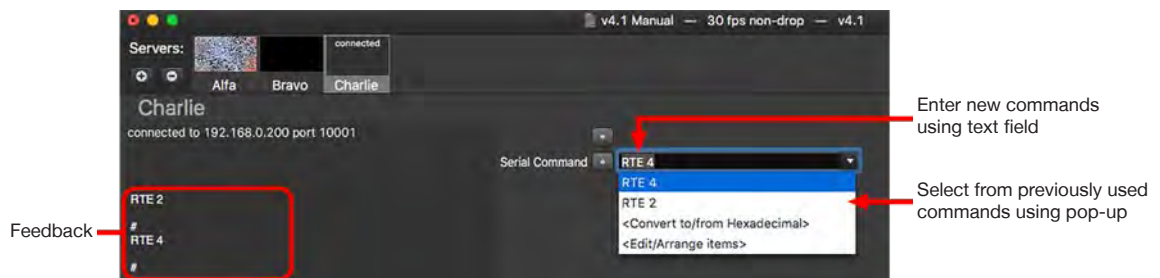 v4.1 Manual — 30 fps non-drop — v4.1
Servers:
connected
Alfa Bravo Charlie
Charlie
connected to 192.168.0.200 port 10001
Enter new commands
using text field
Serial Command
RTE 4
RTE 4
RTE 2
<Convert to/from Hexadecimal>
<Edit/Arrange items>
Select from previously used
commands using pop-up
Feedback
RTE 2
#
RTE 4
#